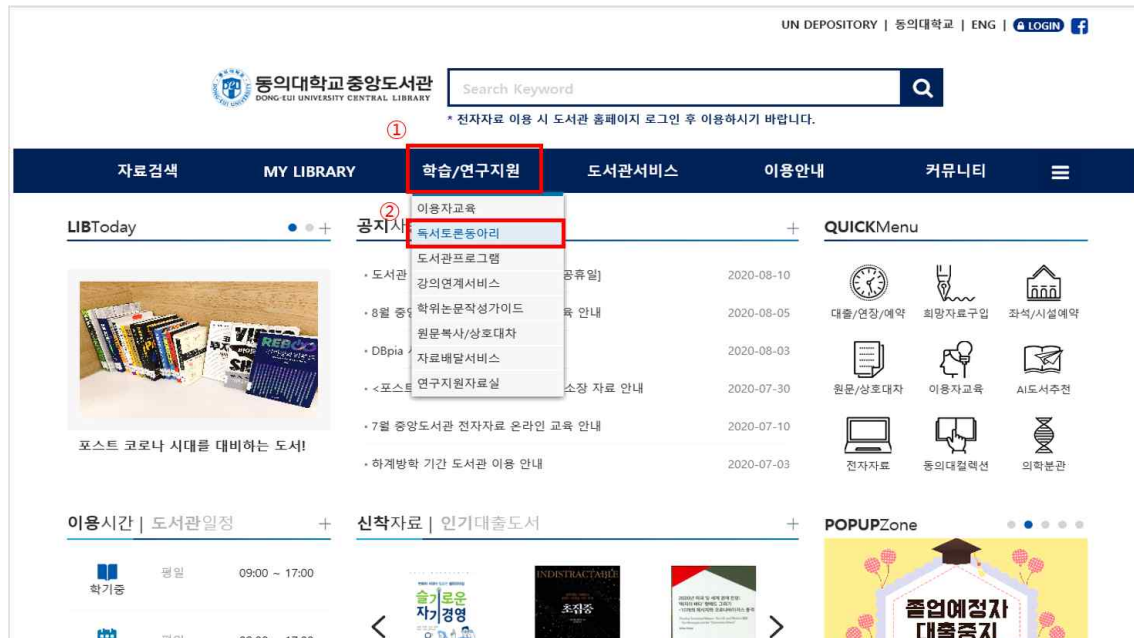 UN DEPOSITORY | 동의대학교 | ENG | LOGIN
동의대학교 중앙도서관
DONG-EUI UNIVERSITY CENTRAL LIBRARY
Search Keyword
* 전자자료 이용 시 도서관 홈페이지 로그인 후 이용하시기 바랍니다.
①
자료검색 MY LIBRARY 학습/연구지원 도서관서비스 이용안내 커뮤니티
②
이용자교육
독서토론동아리
도서관프로그램
강의연계서비스
학위논문작성가이드
원문복사/상호대차
자료배달서비스
연구지원자료실
LIBToday
포스트 코로나 시대를 대비하는 도서!
공지사
도서관 공휴일] 2020-08-10
8월 중 육 안내 2020-08-05
DBpia 2020-08-03
<포스트 소장 자료 안내 2020-07-30
7월 중앙도서관 전자자료 온라인 교육 안내 2020-07-10
하계방학 기간 도서관 이용 안내 2020-07-03
QUICKMenu
대출/연장/예약 희망자료구입 좌석/시설예약
원문/상호대차 이용자교육 AI도서추천
전자자료 동의대컬렉션 의학분관
이용시간 | 도서관일정
학기중 평일 09:00 ~ 17:00
신착자료 | 인기대출도서
슬기로운
자기경영
INDISTRACTABLE
초집중
POPUPZone
졸업예정자
대출중지